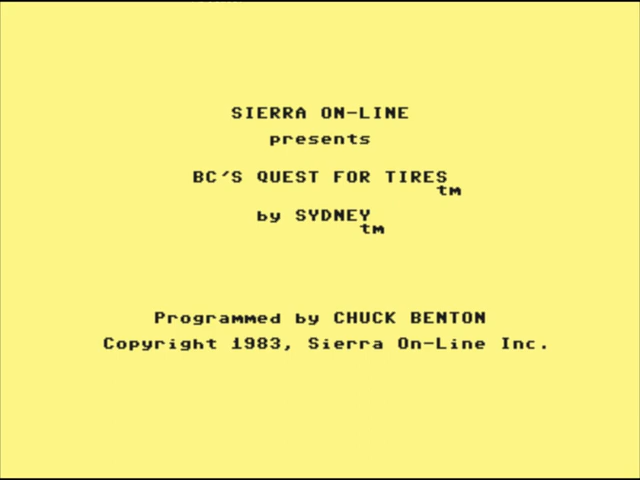 SIERRA ON-LINE
presents
BC'S QUEST FOR TIRES
tM
by SYDNEY
tM
Programmed by CHUCK BENTON
Copyright 1983, Sierra On-Line Inc.